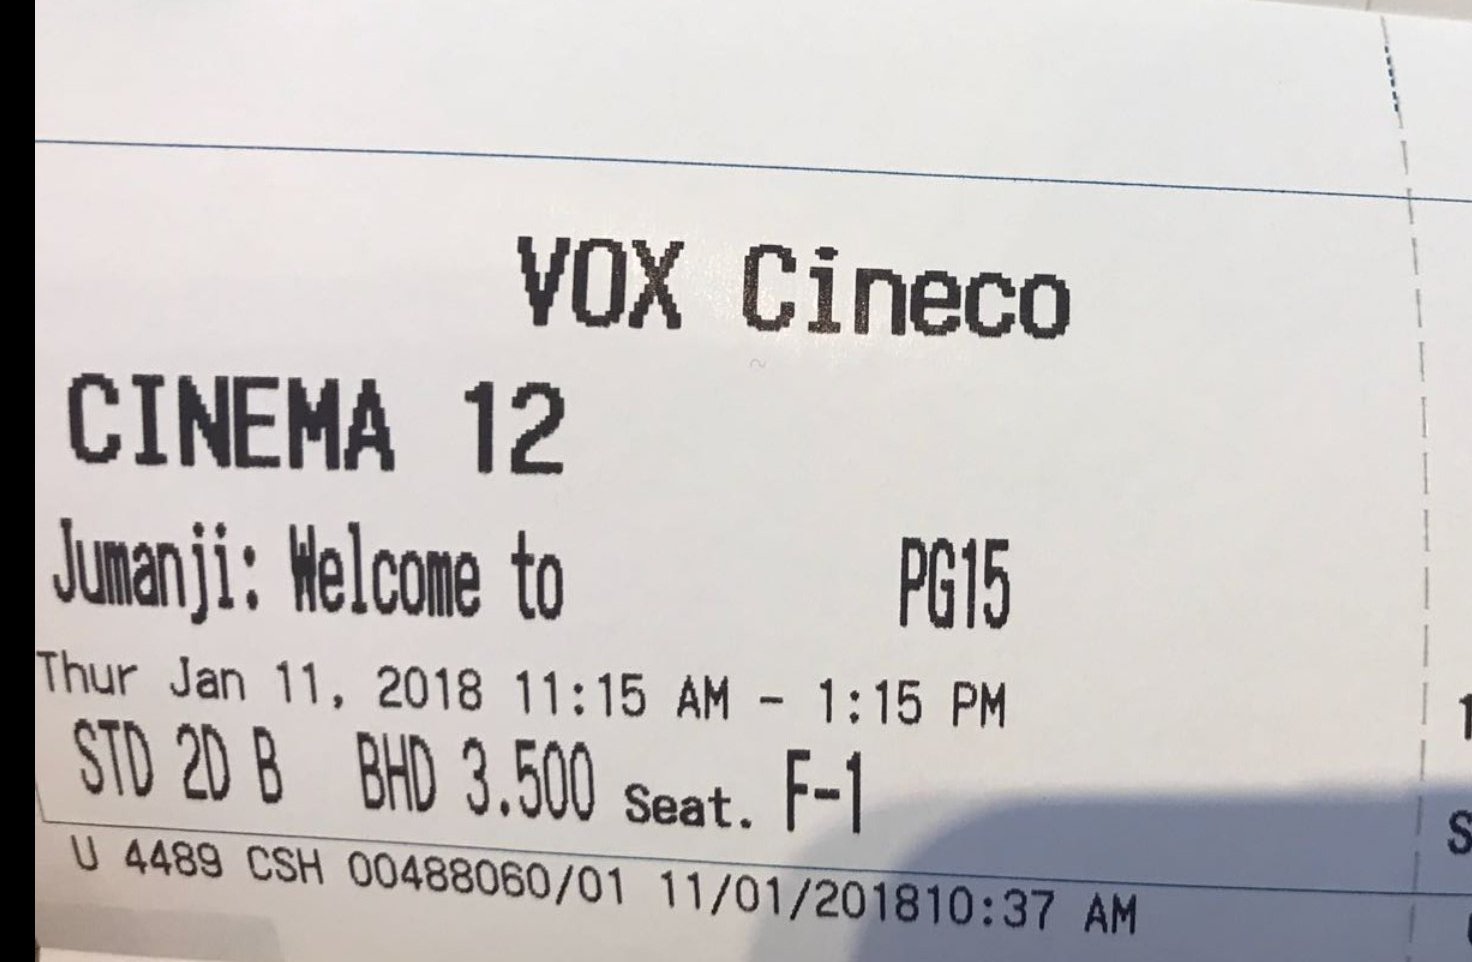 VOX Cineco
CINEMA 12
Jumanji: Welcome to PG15
Thur Jan 11, 2018 11:15 AM - 1:15 PM
STD 2D B BHD 3.500 Seat. F-1
U 4489 CSH 00488060/01 11/01/201810:37 AM